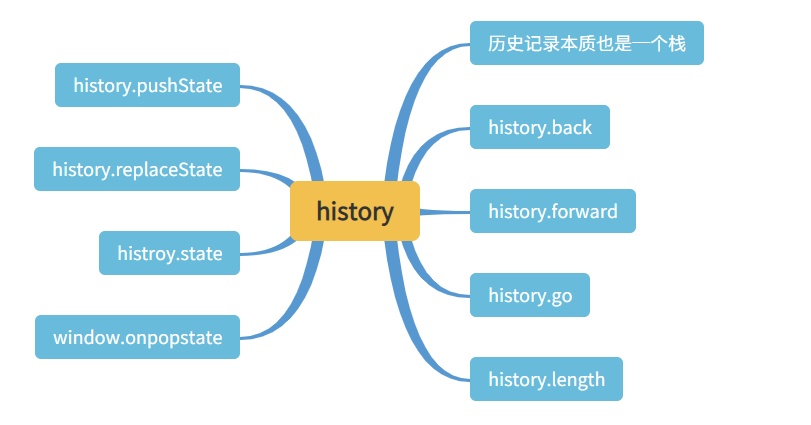 history
历史记录本质也是一个栈
history.back
history.forward
history.go
history.length
history.pushState
history.replaceState
histroy.state
window.onpopstate